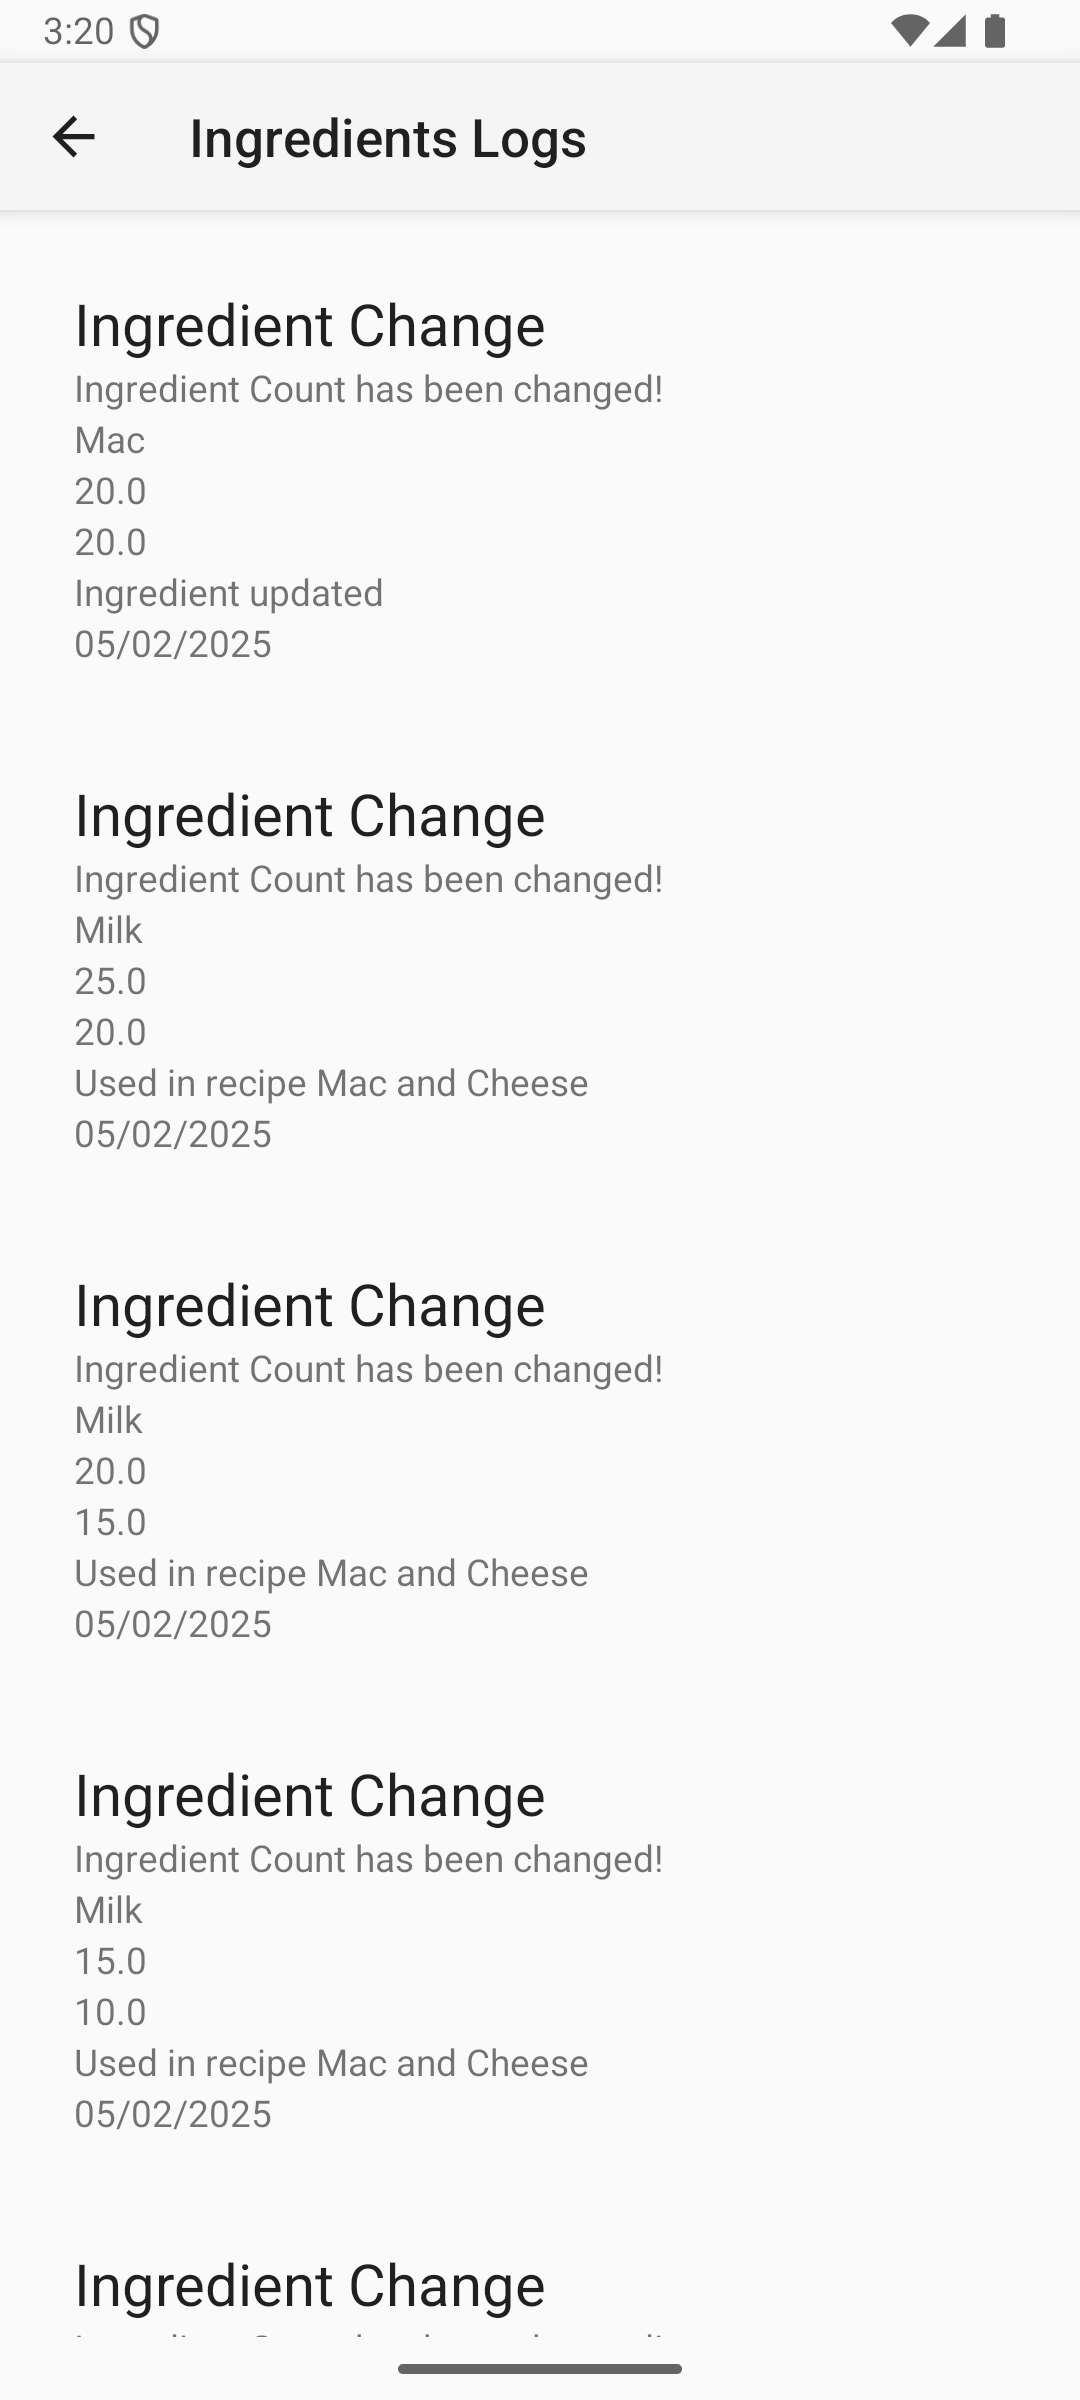 3:20
Ingredients Logs
Ingredient Change
Ingredient Count has been changed!
Mac
20.0
20.0
Ingredient updated
05/02/2025
Ingredient Change
Ingredient Count has been changed!
Milk
25.0
20.0
Used in recipe Mac and Cheese
05/02/2025
Ingredient Change
Ingredient Count has been changed!
Milk
20.0
15.0
Used in recipe Mac and Cheese
05/02/2025
Ingredient Change
Ingredient Count has been changed!
Milk
15.0
10.0
Used in recipe Mac and Cheese
05/02/2025
Ingredient Change